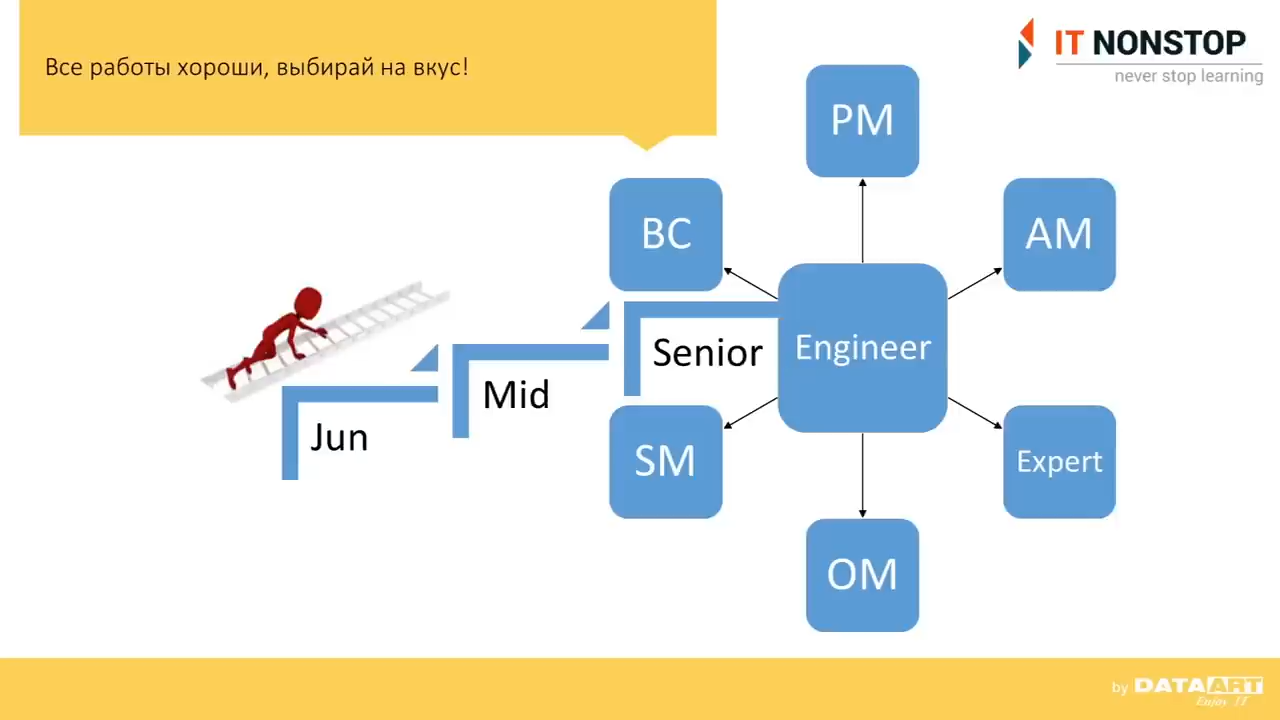 Все работы хороши, выбирай на вкус!
IT NONSTOP
never stop learning
PM
BC
AM
Engineer
Senior
Mid
Jun
SM
Expert
OM
by DATAART
Enjoy IT